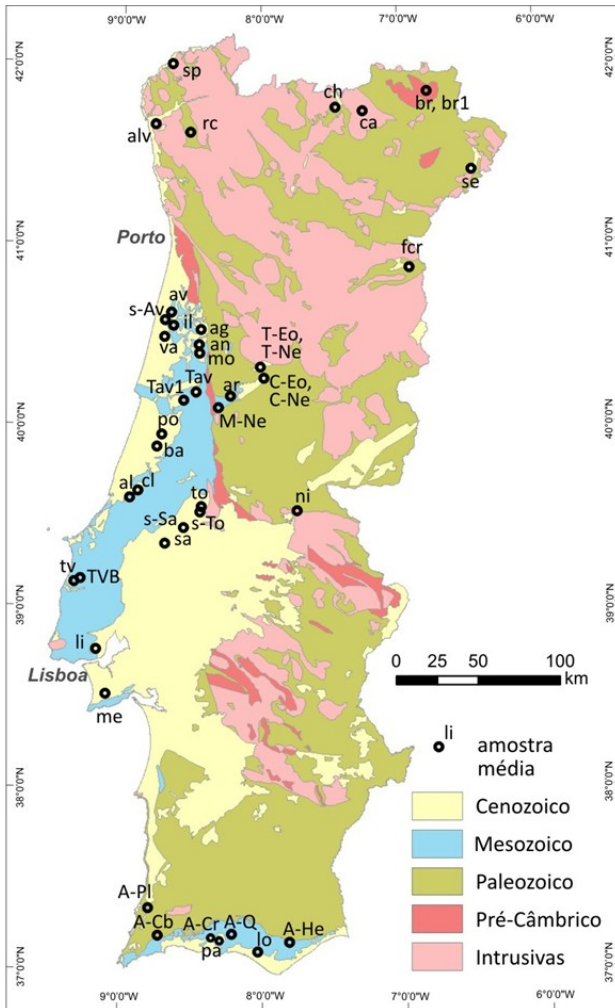 9°0'0"W 8°0'0"W 7°0'0"W 6°0'0"W
42°0'0"N
42°0'0"N
sp
ch
ca
br, br1
alv
rc
se
41°0'0"N
41°0'0"N
Porto
fcr
av
s-Av
il
ag
va
an
mo
T-Eo,
T-Ne
Tav1
Tav
ar
C-Eo,
C-Ne
40°0'0"N
40°0'0"N
M-Ne
po
ba
al
cl
to
ni
s-Sa
s-To
sa
tv
TVB
39°0'0"N
39°0'0"N
li
Lisboa
me
0 25 50 100
km
li
amostra
média
38°0'0"N
38°0'0"N
Cenozoico
Mesozoico
Paleozoico
Pré-Câmbrico
Intrusivas
A-Pl
A-Cb
A-Cr
A-Q
A-He
pa
lo
37°0'0"N
37°0'0"N
9°0'0"W 8°0'0"W 7°0'0"W 6°0'0"W